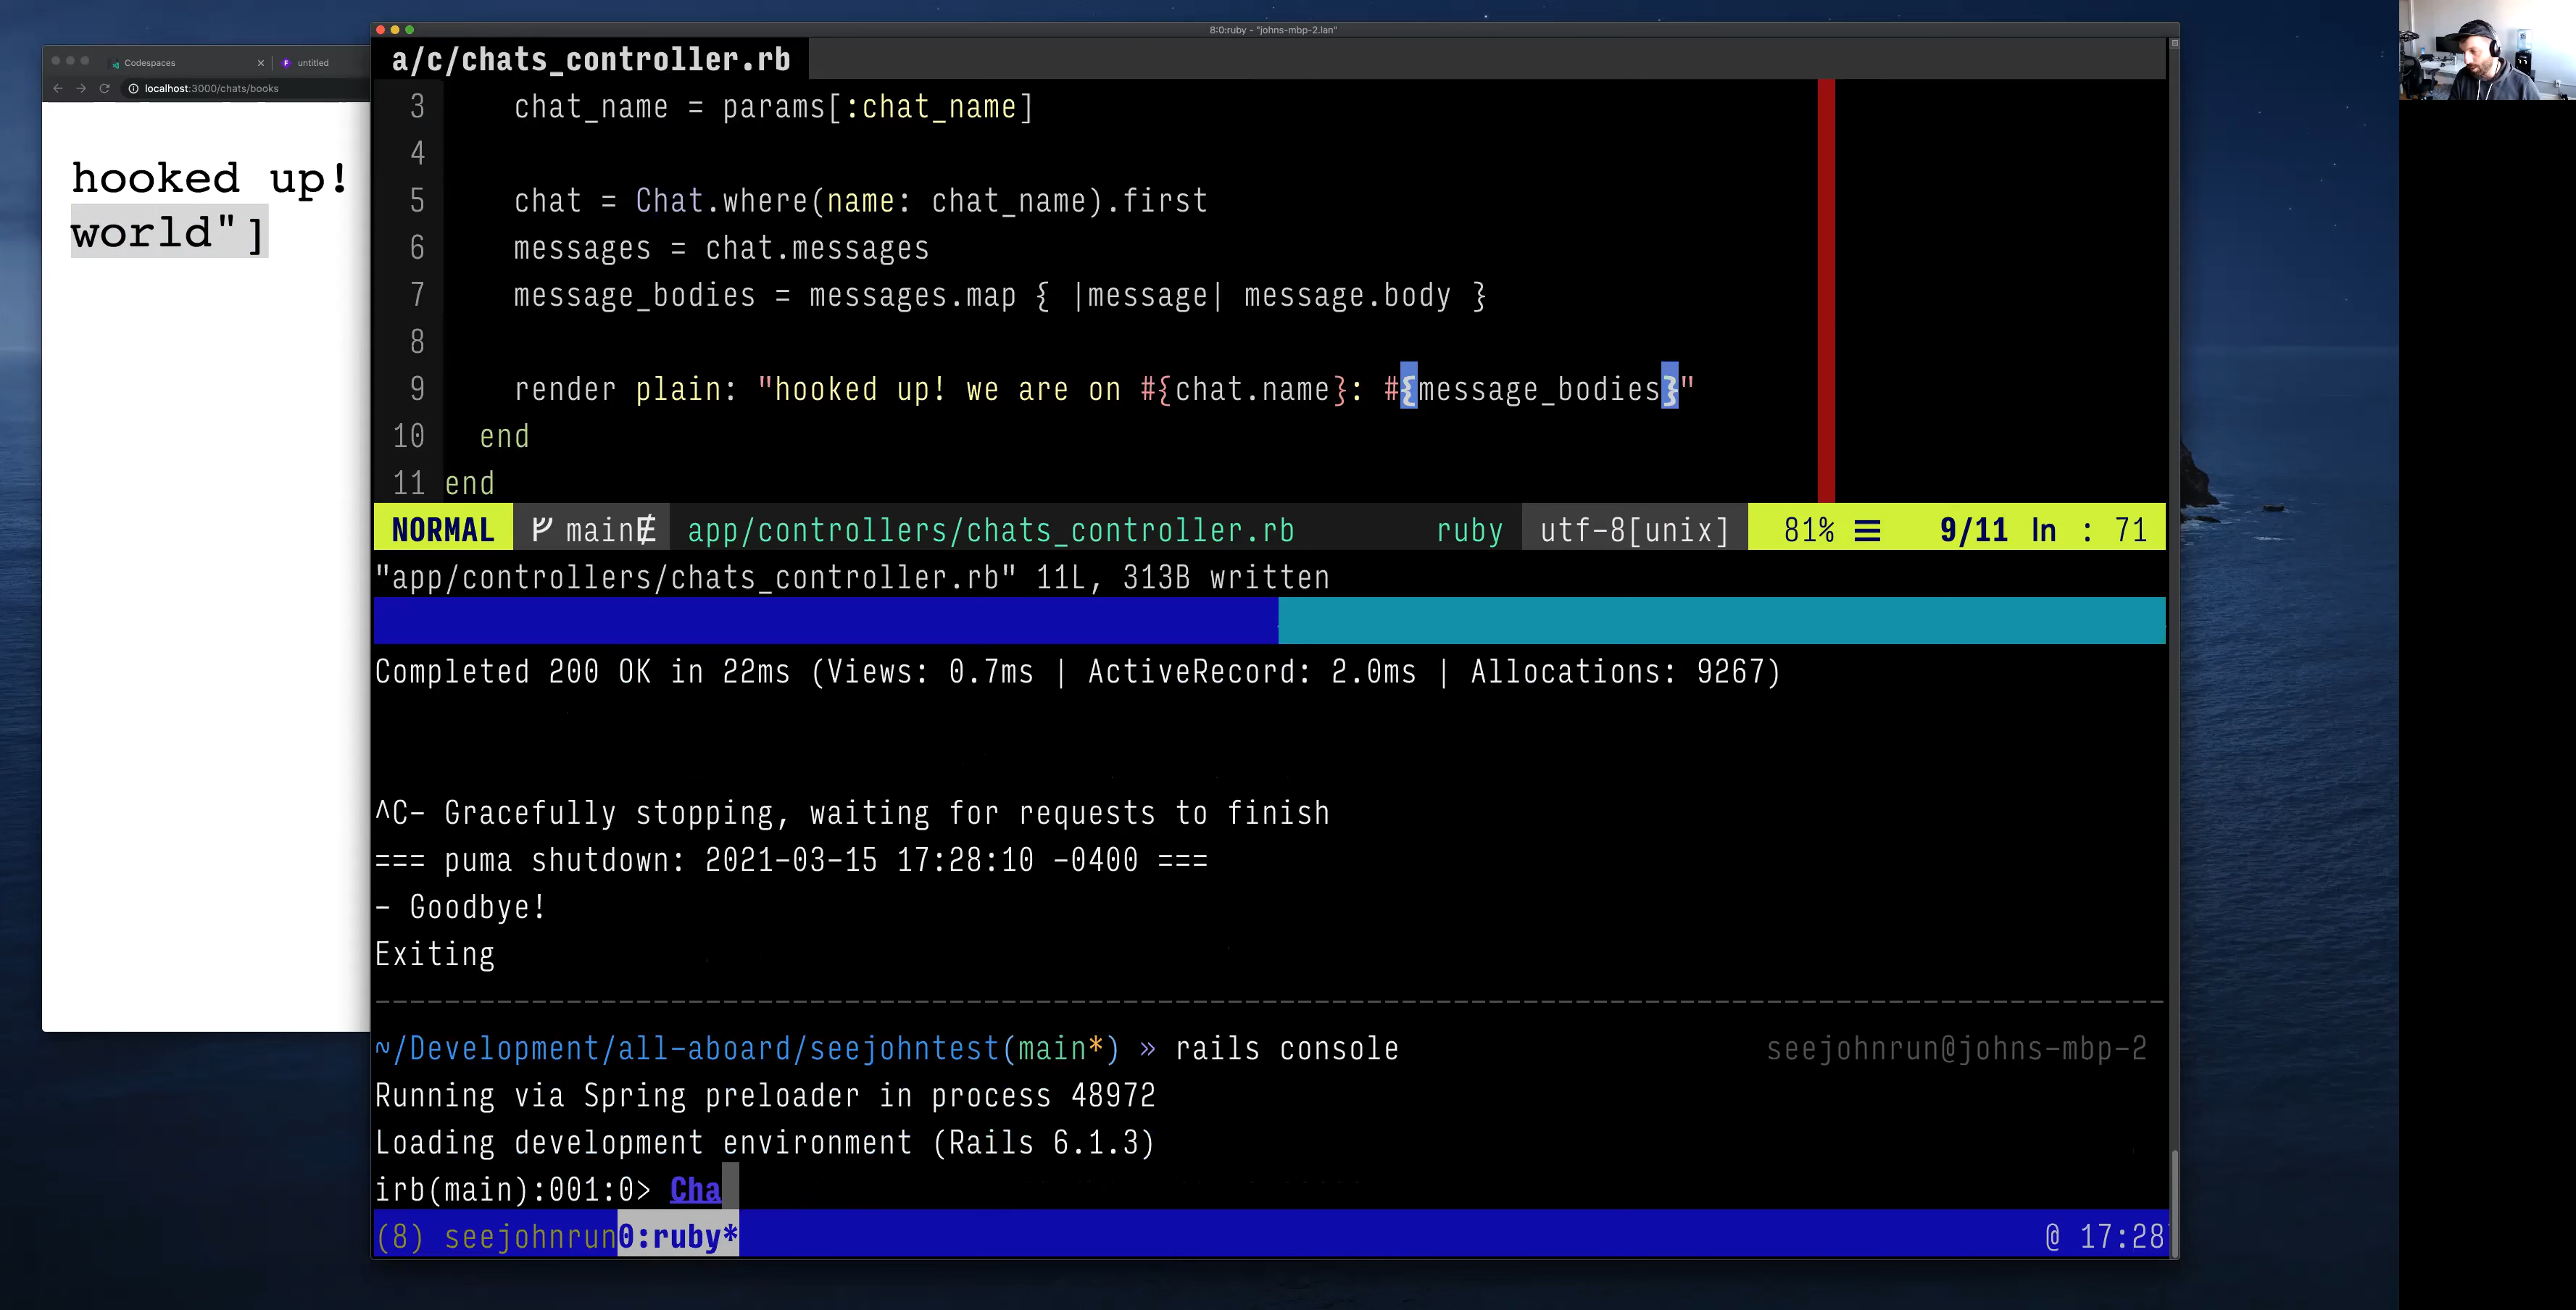 8:0:ruby - "johns-mbp-2.lan"
Codespaces
untitled
localhost:3000/chats/books
hooked up!
world"]
a/c/chats_controller.rb
3 chat_name = params[:chat_name]
4
5 chat = Chat.where(name: chat_name).first
6 messages = chat.messages
7 message_bodies = messages.map { |message| message.body }
8
9 render plain: "hooked up! we are on #{chat.name}: #{message_bodies}"
10 end
11 end
NORMAL main app/controllers/chats_controller.rb ruby utf-8[unix] 81% ☰ 9/11 ln : 71
"app/controllers/chats_controller.rb" 11L, 313B written
Completed 200 OK in 22ms (Views: 0.7ms | ActiveRecord: 2.0ms | Allocations: 9267)
^C- Gracefully stopping, waiting for requests to finish
=== puma shutdown: 2021-03-15 17:28:10 -0400 ===
- Goodbye!
Exiting
~/Development/all-aboard/seejohntest(main*) » rails console seejohnrun@johns-mbp-2
Running via Spring preloader in process 48972
Loading development environment (Rails 6.1.3)
irb(main):001:0> Cha
(8) seejohnrun0:ruby* @ 17:28